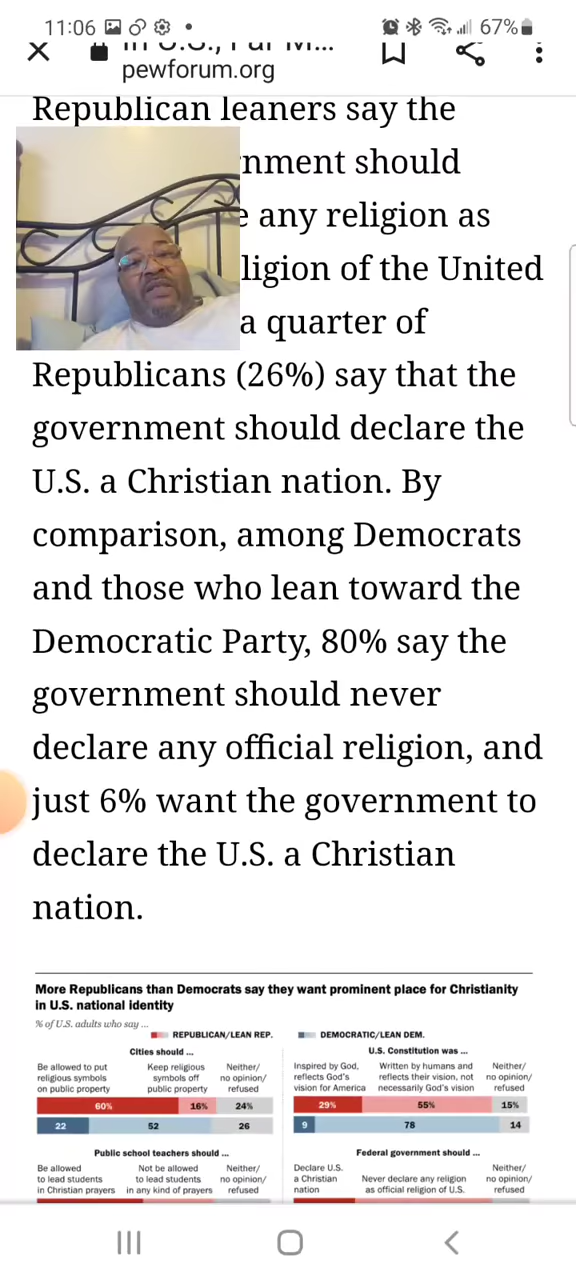 11:06
67%
pewforum.org
Republican leaners say the
rnment should
e any religion as
ligion of the United
a quarter of
Republicans (26%) say that the
government should declare the
U.S. a Christian nation. By
comparison, among Democrats
and those who lean toward the
Democratic Party, 80% say the
government should never
declare any official religion, and
just 6% want the government to
declare the U.S. a Christian
nation.
More Republicans than Democrats say they want prominent place for Christianity
in U.S. national identity
% of U.S. adults who say ...
REPUBLICAN/LEAN REP.
DEMOCRATIC/LEAN DEM.
Cities should ...
Be allowed to put religious symbols on public property
Keep religious symbols off public property
Neither/ no opinion/ refused
60% 16% 24%
22 52 26
U.S. Constitution was ...
Inspired by God, reflects God's vision for America
Written by humans and reflects their vision, not necessarily God's vision
Neither/ no opinion/ refused
29% 55% 15%
9 78 14
Public school teachers should ...
Be allowed to lead students in Christian prayers
Not be allowed to lead students in any kind of prayers
Neither/ no opinion/ refused
Federal government should ...
Declare U.S. a Christian nation
Never declare any religion as official religion of U.S.
Neither/ no opinion/ refused